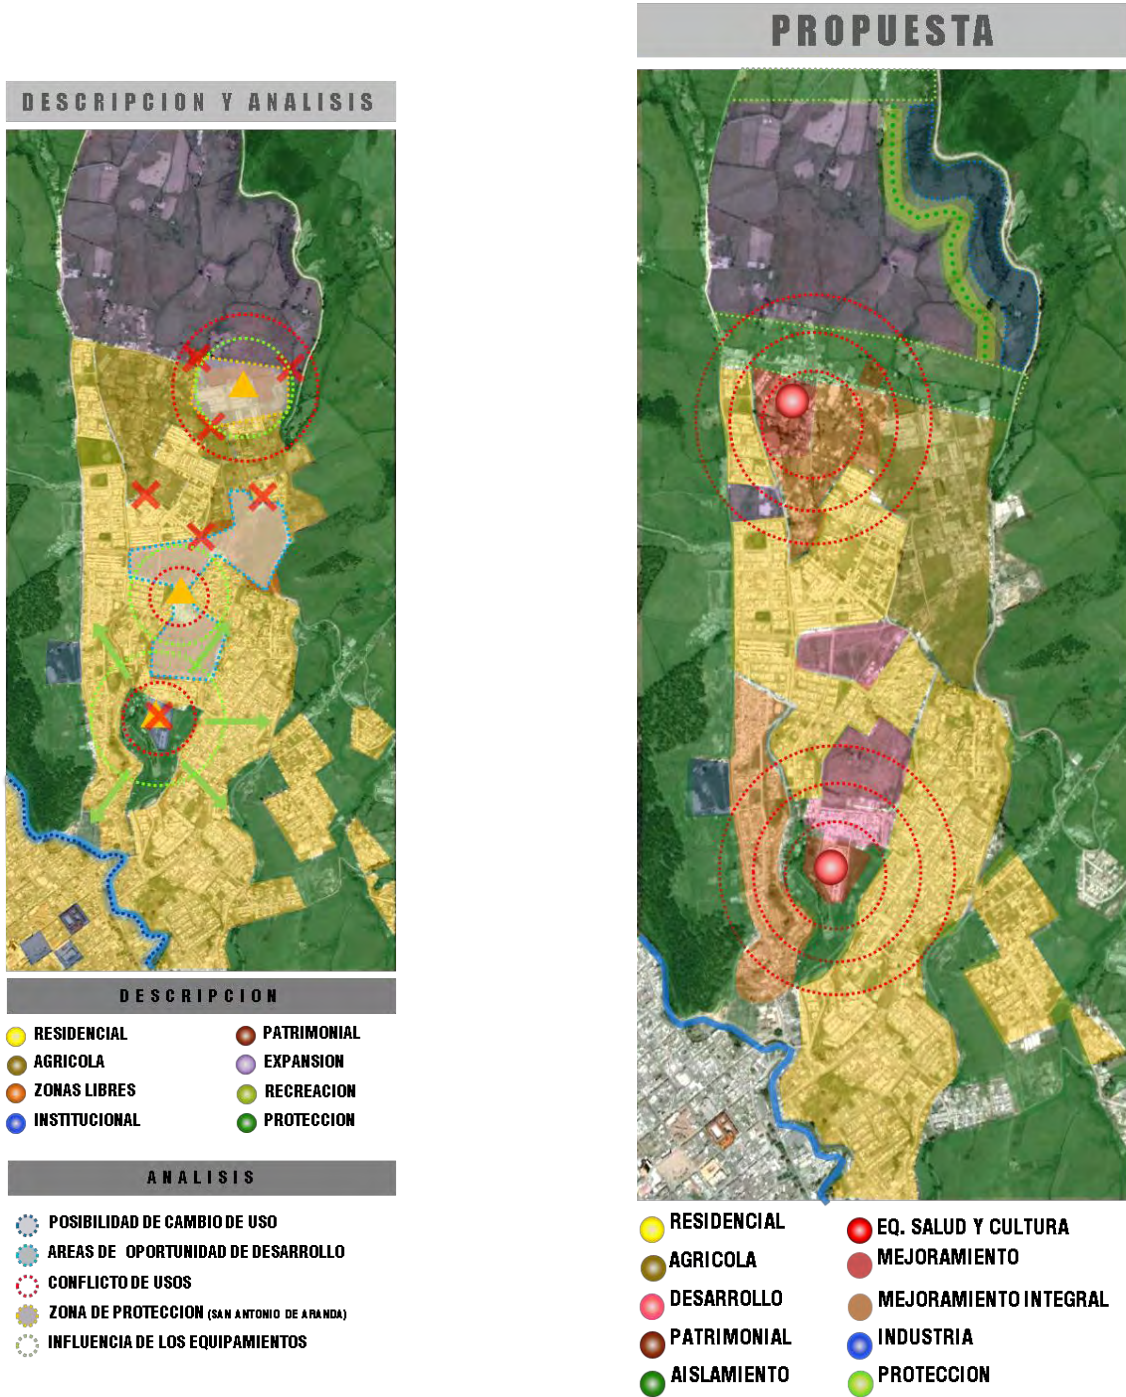 DESCRIPCION Y ANALISIS
DESCRIPCION
RESIDENCIAL
AGRICOLA
ZONAS LIBRES
INSTITUCIONAL
PATRIMONIAL
EXPANSION
RECREACION
PROTECCION
ANALISIS
POSIBILIDAD DE CAMBIO DE USO
AREAS DE OPORTUNIDAD DE DESARROLLO
CONFLICTO DE USOS
ZONA DE PROTECCION (SAN ANTONIO DE ARANDA)
INFLUENCIA DE LOS EQUIPAMIENTOS
PROPUESTA
RESIDENCIAL
AGRICOLA
DESARROLLO
PATRIMONIAL
AISLAMIENTO
EQ. SALUD Y CULTURA
MEJORAMIENTO
MEJORAMIENTO INTEGRAL
INDUSTRIA
PROTECCION